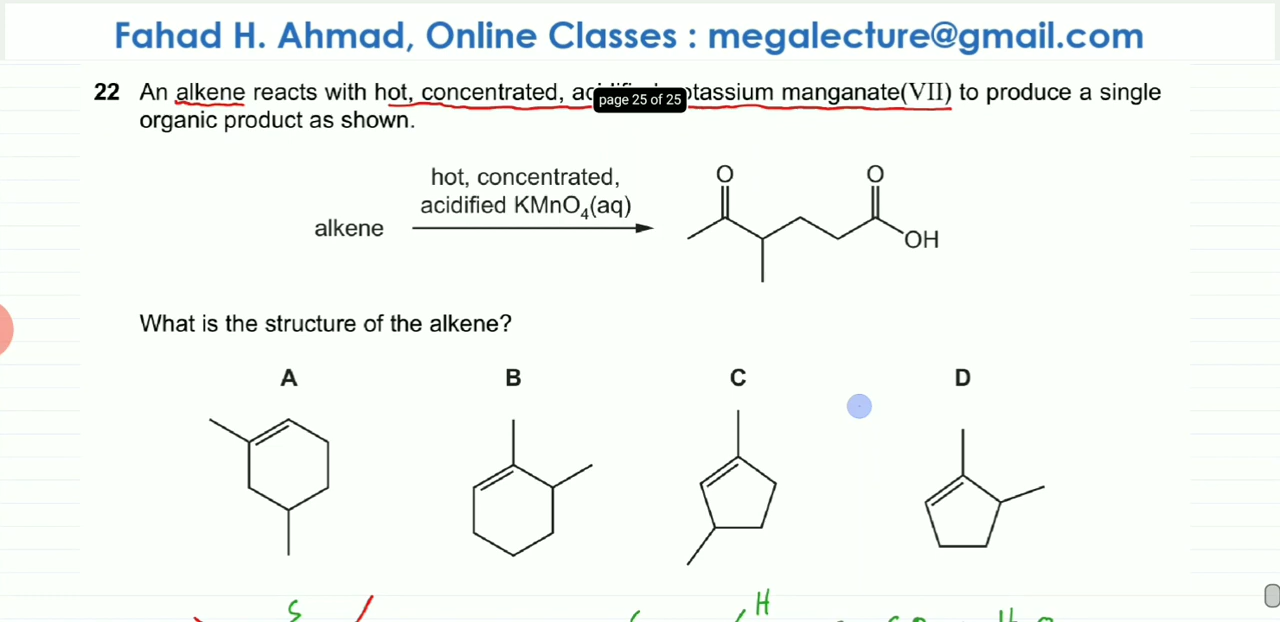 Fahad H. Ahmad, Online Classes : megalecture@gmail.com
22 An alkene reacts with hot, concentrated, potassium manganate(VII) to produce a single
page 25 of 25
organic product as shown.
hot, concentrated,
acidified KMnO4(aq)
alkene
O O
OH
What is the structure of the alkene?
A B C D
H